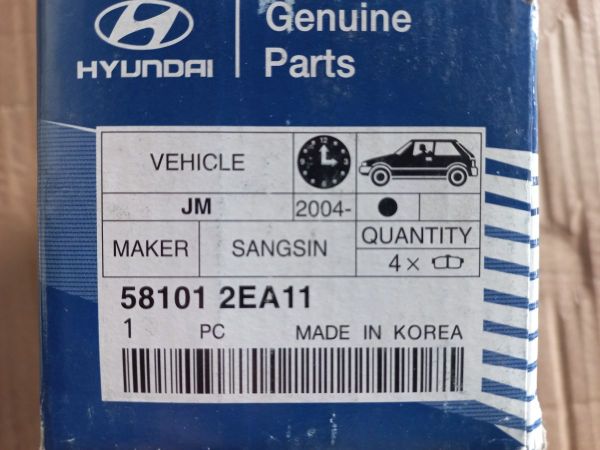 HYUNDAI
Genuine
Parts
VEHICLE
JM 2004-
MAKER SANGSIN QUANTITY
4×
58101 2EA11
1 PC MADE IN KOREA